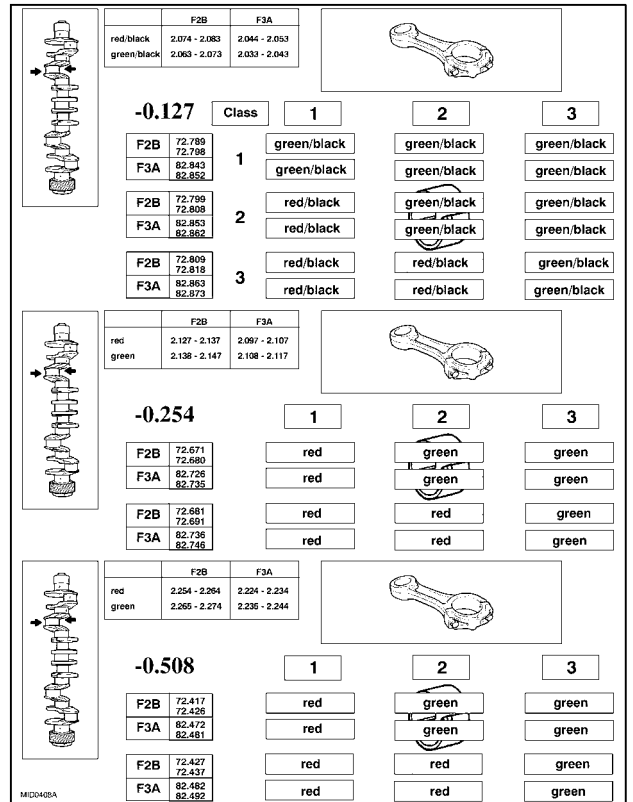 F2B F3A
red/black 2.074 - 2.083 2.044 - 2.053
green/black 2.063 - 2.073 2.033 - 2.043
-0.127 Class 1 2 3
F2B 72.789 72.798 1 green/black green/black green/black
F3A 82.843 82.852 green/black green/black green/black
F2B 72.799 72.808 2 red/black green/black green/black
F3A 82.853 82.862 red/black green/black green/black
F2B 72.809 72.818 3 red/black red/black green/black
F3A 82.863 82.873 red/black red/black green/black
F2B F3A
red 2.127 - 2.137 2.097 - 2.107
green 2.138 - 2.147 2.108 - 2.117
-0.254 1 2 3
F2B 72.671 72.680 red green green
F3A 82.726 82.735 red green green
F2B 72.681 72.691 red red green
F3A 82.736 82.746 red red green
F2B F3A
red 2.254 - 2.264 2.224 - 2.234
green 2.265 - 2.274 2.235 - 2.244
-0.508 1 2 3
F2B 72.417 72.426 red green green
F3A 82.472 82.481 red green green
F2B 72.427 72.437 red red green
F3A 82.482 82.492 red red green
MID0408A